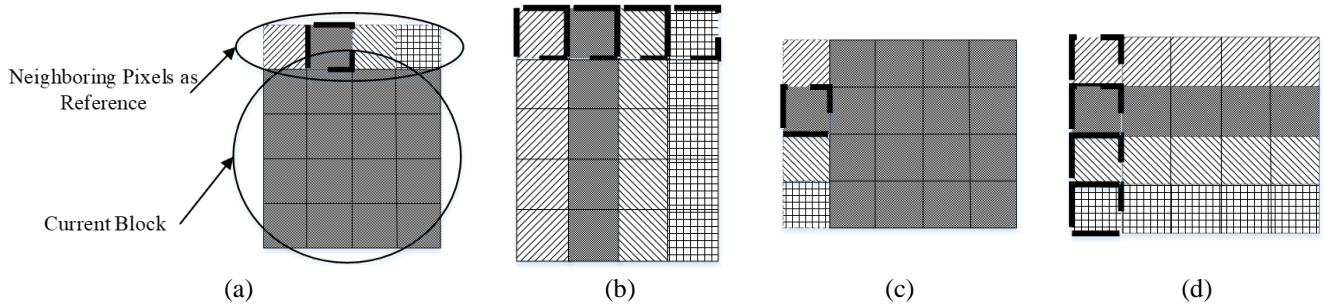 Neighboring Pixels as
Reference
Current Block
(a)
(b)
(c)
(d)